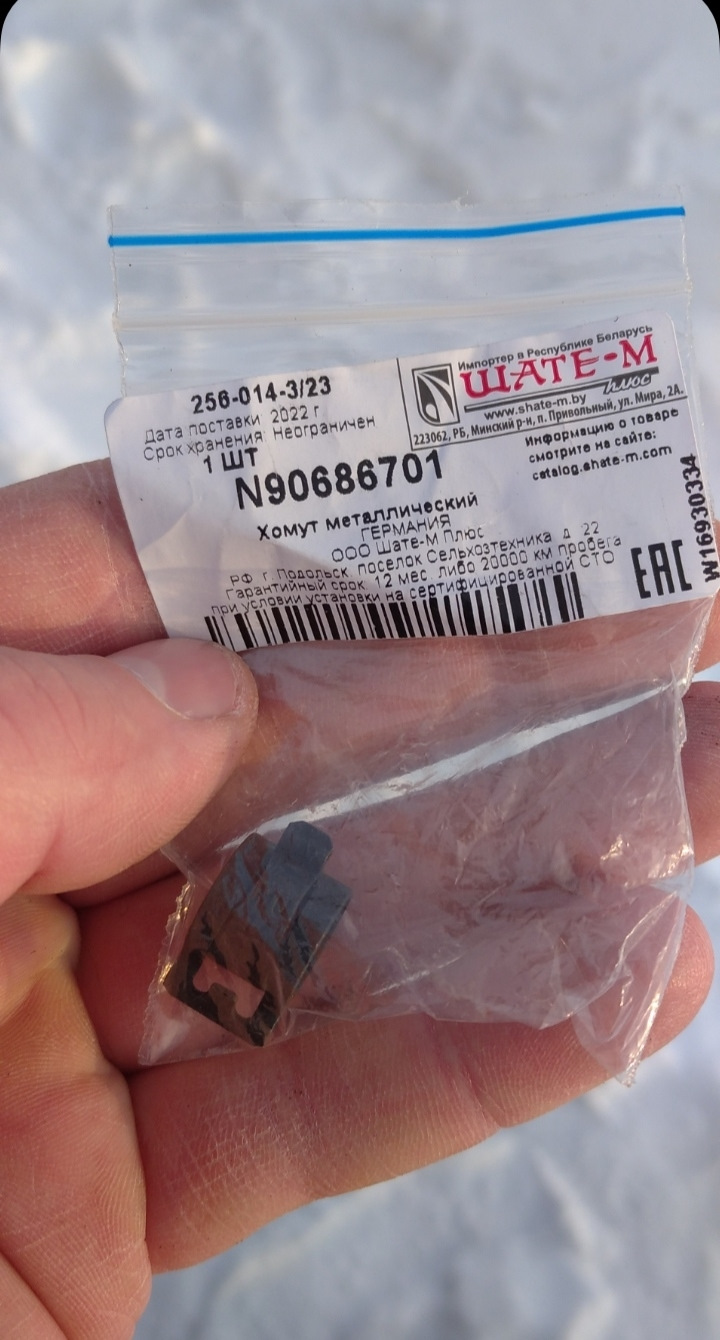 256-014-3/23
Дата поставки 2022 г
Срок хранения: Неограничен
1 ШТ
N90686701
Импортер в Республике Беларусь
ШАТЕ-М
плюс
www.shate-m.by
223062, РБ, Минский р-н, п. Привольный, ул. Мира, 2А.
Информацию о товаре
смотрите на сайте:
catalog.shate-m.com
Хомут металлический
ГЕРМАНИЯ
ООО Шате-М Плюс
РФ г. Подольск, поселок Сельхозтехника д 22
Гарантийный срок 12 мес. либо 20000 км пробега
при условии установки на сертифицированной СТО
EAC
W16930334